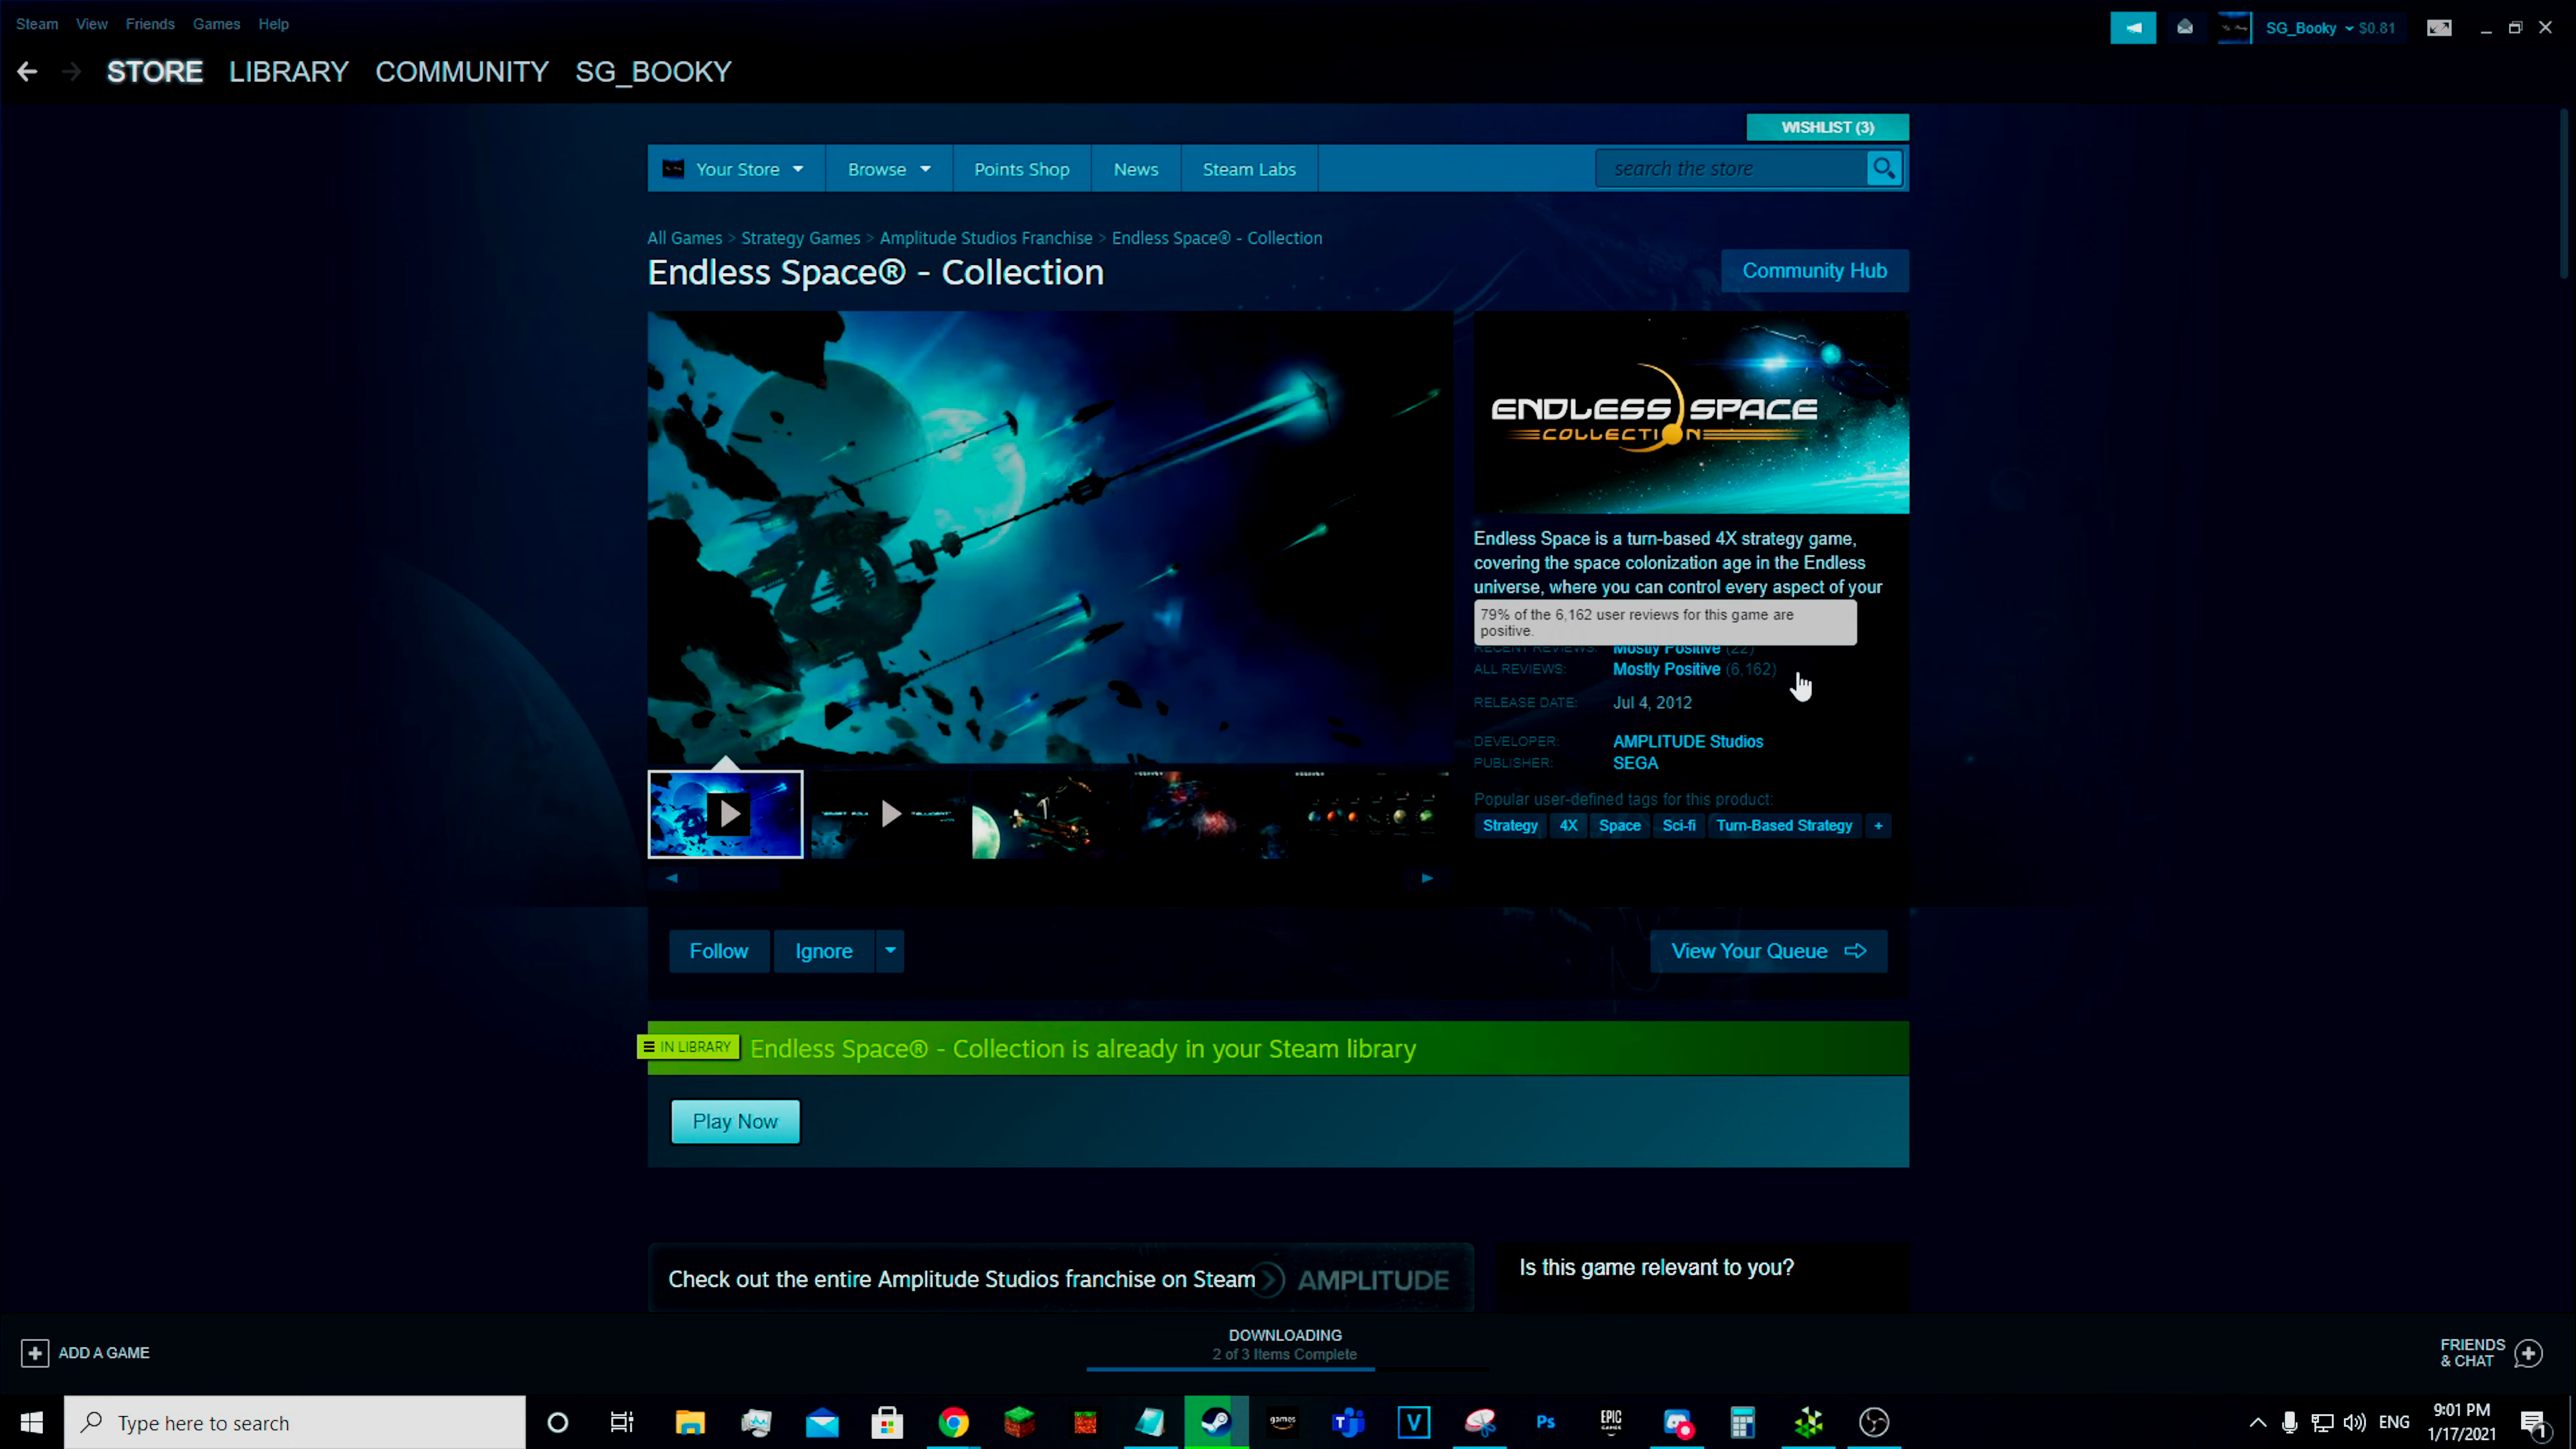 Steam View Friends Games Help
SG_Booky $0.81
STORE LIBRARY COMMUNITY SG_BOOKY
WISHLIST (3)
Your Store Browse Points Shop News Steam Labs search the store
All Games > Strategy Games > Amplitude Studios Franchise > Endless Space® - Collection
Endless Space® - Collection
Community Hub
ENDLESS SPACE
COLLECTION
Endless Space is a turn-based 4X strategy game,
covering the space colonization age in the Endless
universe, where you can control every aspect of your
79% of the 6,162 user reviews for this game are
positive.
RECENT REVIEWS: Mostly Positive (22)
ALL REVIEWS: Mostly Positive (6,162)
RELEASE DATE: Jul 4, 2012
DEVELOPER: AMPLITUDE Studios
PUBLISHER: SEGA
Popular user-defined tags for this product:
Strategy 4X Space Sci-fi Turn-Based Strategy +
Follow Ignore View Your Queue
IN LIBRARY Endless Space® - Collection is already in your Steam library
Play Now
Check out the entire Amplitude Studios franchise on Steam AMPLITUDE
Is this game relevant to you?
ADD A GAME
DOWNLOADING
2 of 3 Items Complete
FRIENDS
& CHAT
Type here to search
games
T
V
Ps
EPIC
GAMES
ENG
9:01 PM
1/17/2021
1